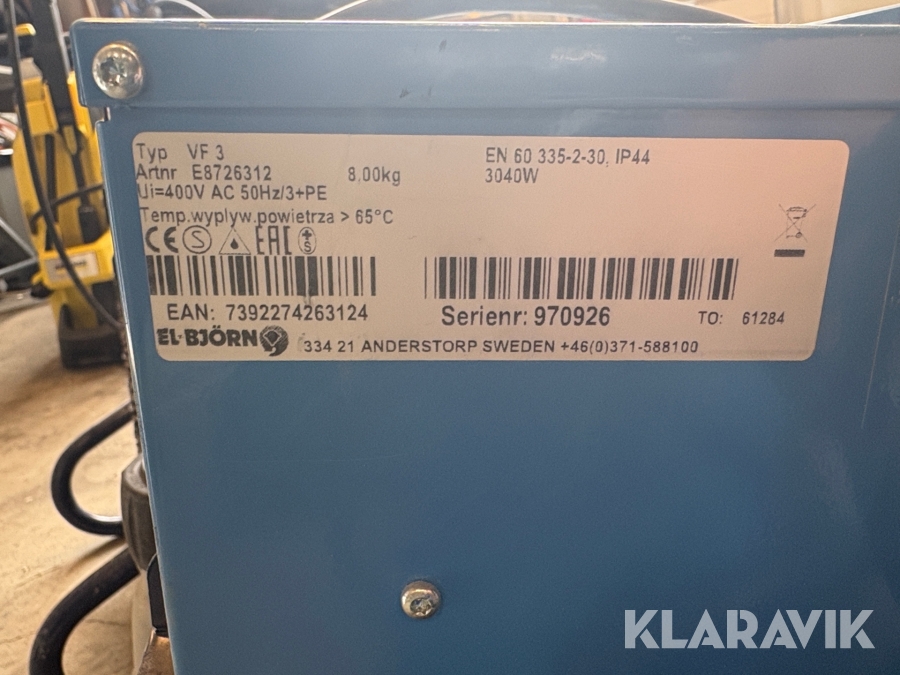 Typ VF 3
Artnr E8726312 8,00kg
Ui=400V AC 50Hz/3+PE
Temp.wyplyw.powietrza > 65°C
EN 60 335-2-30, IP44
3040W
CE S EAC +S
EAN: 7392274263124
Serienr: 970926
TO: 61284
EL-BJÖRN
334 21 ANDERSTORP SWEDEN +46(0)371-588100
KLARAVIK